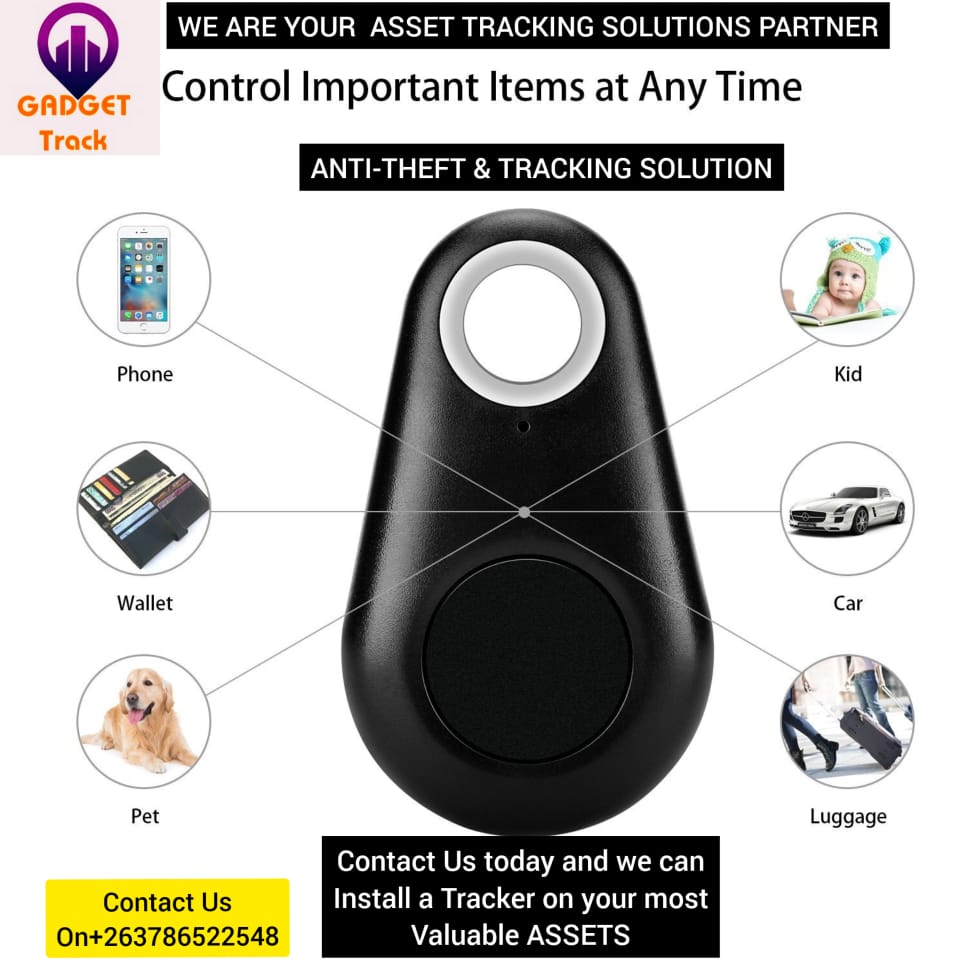 WE ARE YOUR ASSET TRACKING SOLUTIONS PARTNER
GADGET
Track
Control Important Items at Any Time
ANTI-THEFT & TRACKING SOLUTION
Phone
Kid
Wallet
Car
Pet
Luggage
Contact Us today and we can
Install a Tracker on your most
Valuable ASSETS
Contact Us
On+263786522548